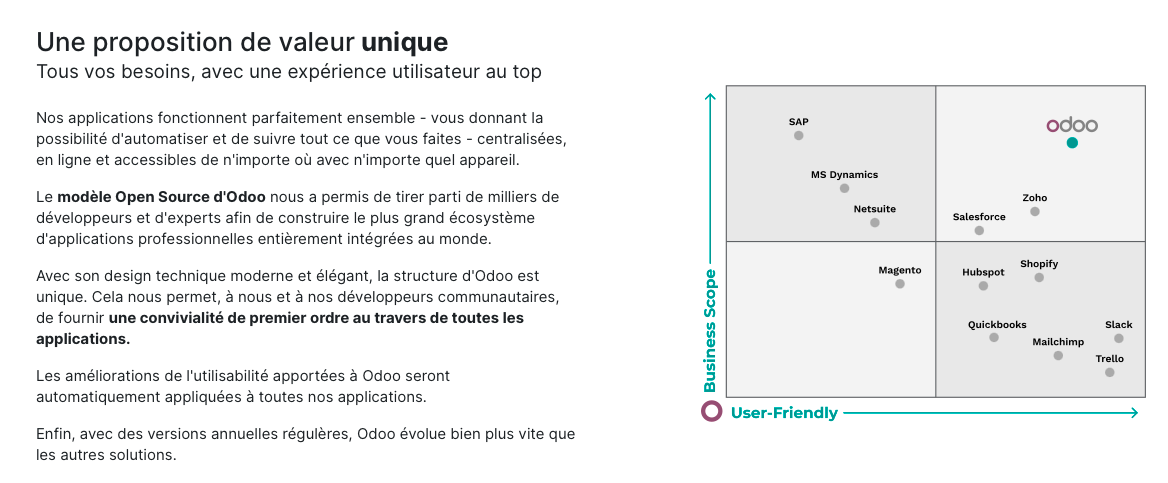 Une proposition de valeur unique
Tous vos besoins, avec une expérience utilisateur au top
Nos applications fonctionnent parfaitement ensemble - vous donnant la
possibilité d'automatiser et de suivre tout ce que vous faites - centralisées,
en ligne et accessibles de n'importe où avec n'importe quel appareil.
Le modèle Open Source d'Odoo nous a permis de tirer parti de milliers de
développeurs et d'experts afin de construire le plus grand écosystème
d'applications professionnelles entièrement intégrées au monde.
Avec son design technique moderne et élégant, la structure d'Odoo est
unique. Cela nous permet, à nous et à nos développeurs communautaires,
de fournir une convivialité de premier ordre au travers de toutes les
applications.
Les améliorations de l'utilisabilité apportées à Odoo seront
automatiquement appliquées à toutes nos applications.
Enfin, avec des versions annuelles régulères, Odoo évolue bien plus vite que
les autres solutions.
SAP
odoo
MS Dynamics
Netsuite
Zoho
Salesforce
Magento
Hubspot
Shopify
Quickbooks
Slack
Mailchimp
Trello
Business Scope
User-Friendly